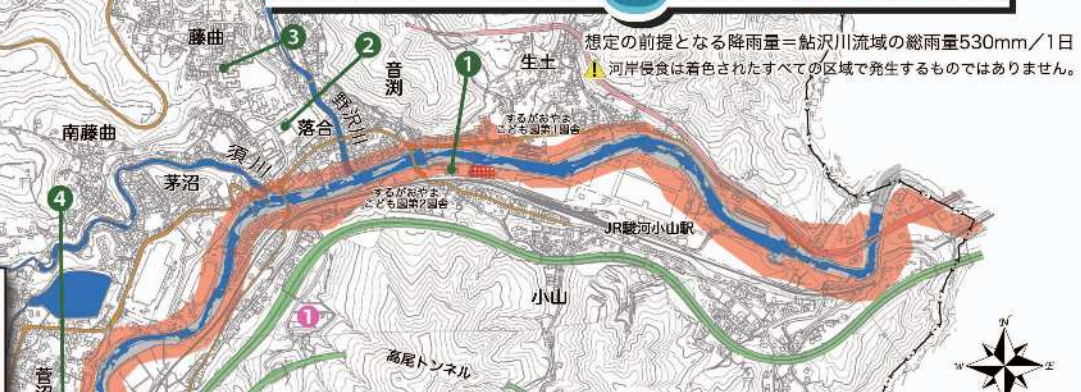 想定の前提となる降雨量＝鮎沢川流域の総雨量530mm／1日
河岸侵食は着色されたすべての区域で発生するものではありません。
藤曲
3
2
1
生土
音渕
野沢川
するがおやま
こども園第1園舎
南藤曲
落合
須川
茅沼
4
するがおやま
こども園第2園舎
JR駿河小山駅
小山
1
高尾トンネル
N
W
E